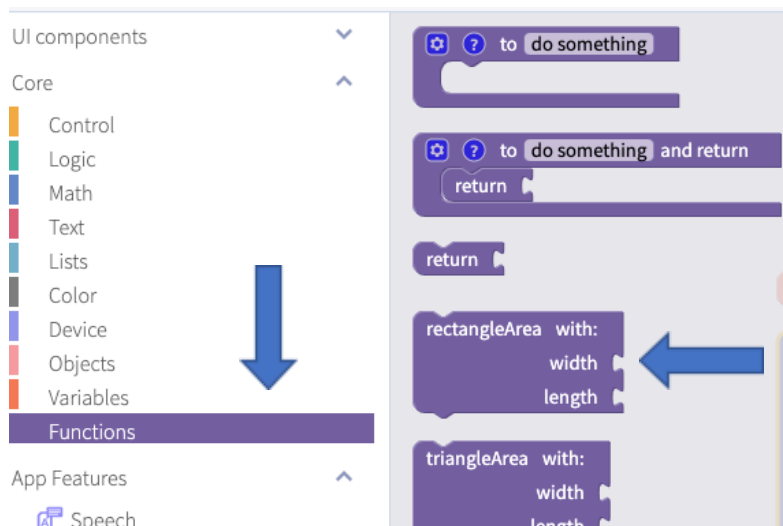 UI components
Core
Control
Logic
Math
Text
Lists
Color
Device
Objects
Variables
Functions
App Features
Speech
? to do something
? to do something and return
return
return
rectangleArea with:
width
length
triangleArea with:
width
length